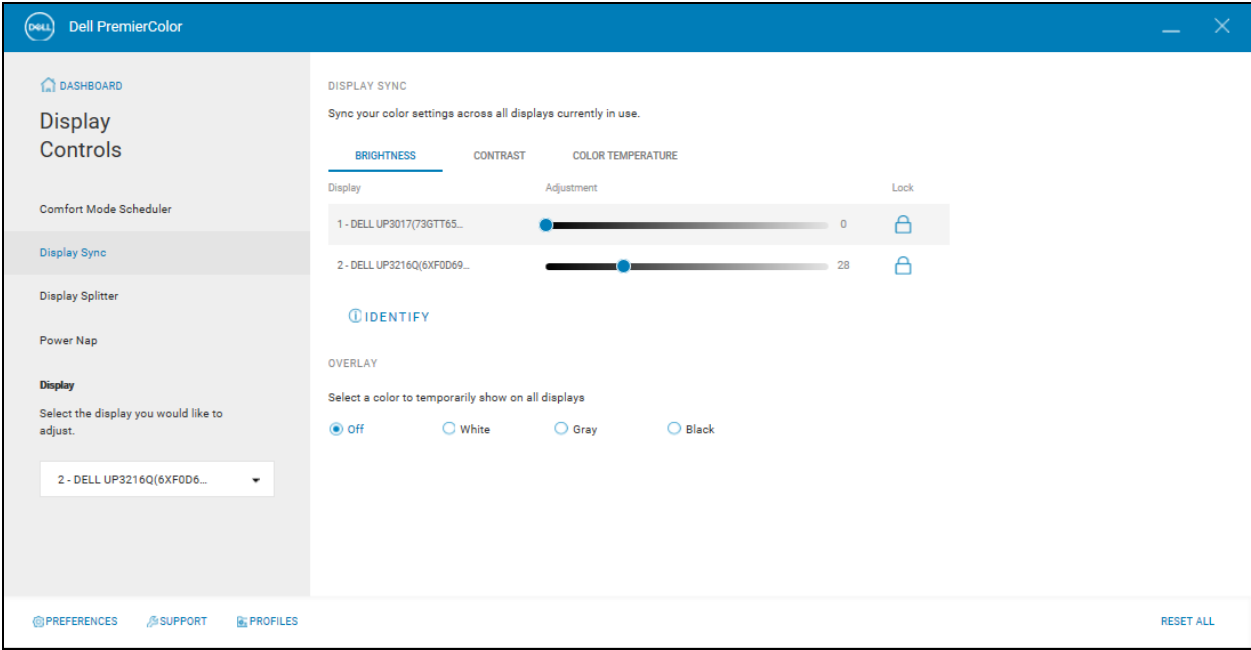 DELL
Dell PremierColor
DASHBOARD
Display
Controls
Comfort Mode Scheduler
Display Sync
Display Splitter
Power Nap
Display
Select the display you would like to
adjust.
2 - DELL UP3216Q(6XF0D6...
DISPLAY SYNC
Sync your color settings across all displays currently in use.
BRIGHTNESS CONTRAST COLOR TEMPERATURE
Display Adjustment Lock
1 - DELL UP3017(73GTT65... 0
2 - DELL UP3216Q(6XF0D69... 28
IDENTIFY
OVERLAY
Select a color to temporarily show on all displays
Off White Gray Black
PREFERENCES SUPPORT PROFILES RESET ALL